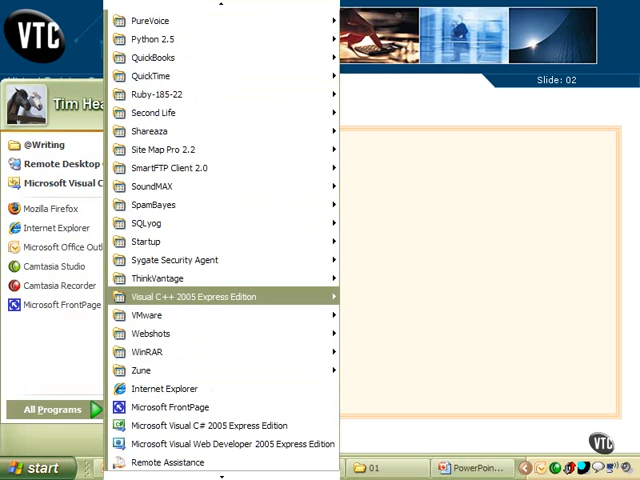 VTC
Slide: 02
Tim Hea
@Writing
Remote Desktop
Microsoft Visual C
Mozilla Firefox
Internet Explorer
Microsoft Office Outl
Camtasia Studio
Camtasia Recorder
Microsoft FrontPage
All Programs
PureVoice
Python 2.5
QuickBooks
QuickTime
Ruby-185-22
Second Life
Shareaza
Site Map Pro 2.2
SmartFTP Client 2.0
SoundMAX
SpamBayes
SQLyog
Startup
Sygate Security Agent
ThinkVantage
Visual C++ 2005 Express Edition
VMware
Webshots
WinRAR
Zune
Internet Explorer
Microsoft FrontPage
Microsoft Visual C# 2005 Express Edition
Microsoft Visual Web Developer 2005 Express Edition
Remote Assistance
VTC
start
01
PowerPoin...